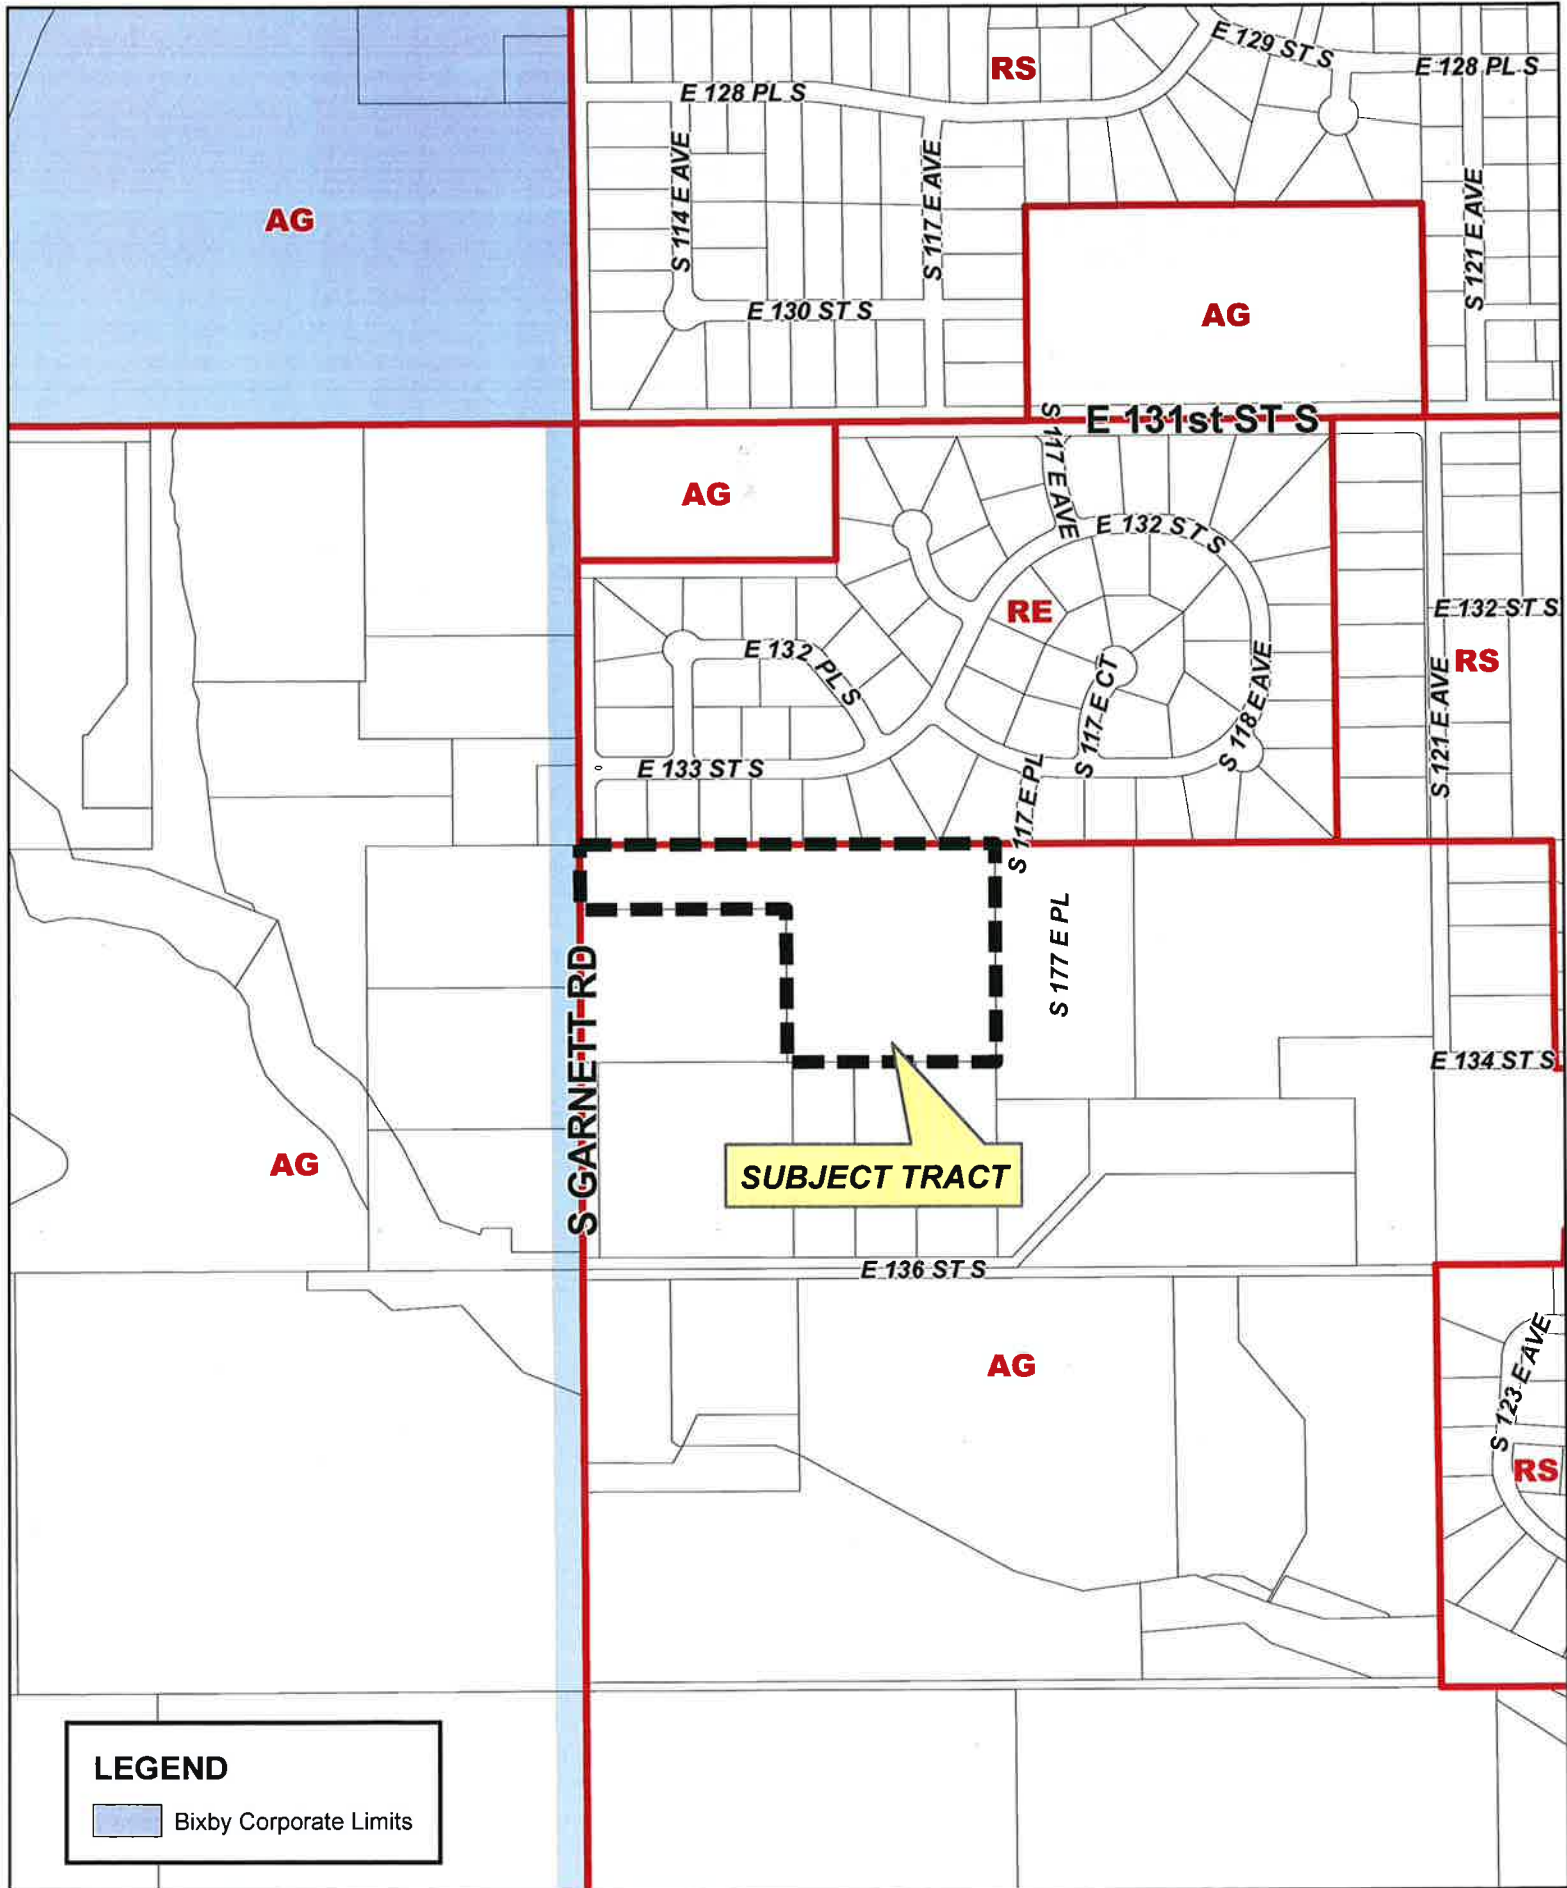 E 129 ST S
RS
E 128 PL S
E 128 PL S
S 114 E AVE
S 117 E AVE
S 121 E AVE
AG
E 130 ST S
AG
S 117 E AVE
E 131st ST S
AG
E 132 ST S
RE
E 132 ST S
E 132 PL S
RS
S 117 E CT
S 118 E AVE
S 121 E AVE
E 133 ST S
S 117 E PL
S 177 E PL
S GARNETT RD
E 134 ST S
AG
SUBJECT TRACT
E 136 ST S
AG
S 123 E AVE
RS
LEGEND
Bixby Corporate Limits